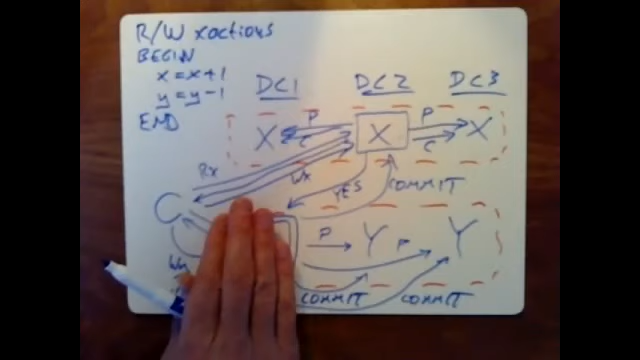 R/W xactions
BEGIN
x = x + 1
y = y - 1
END
DC1 DC2 DC3
X P X P X
C C
RX WX YES COMMIT
C P Y P Y
COMMIT COMMIT